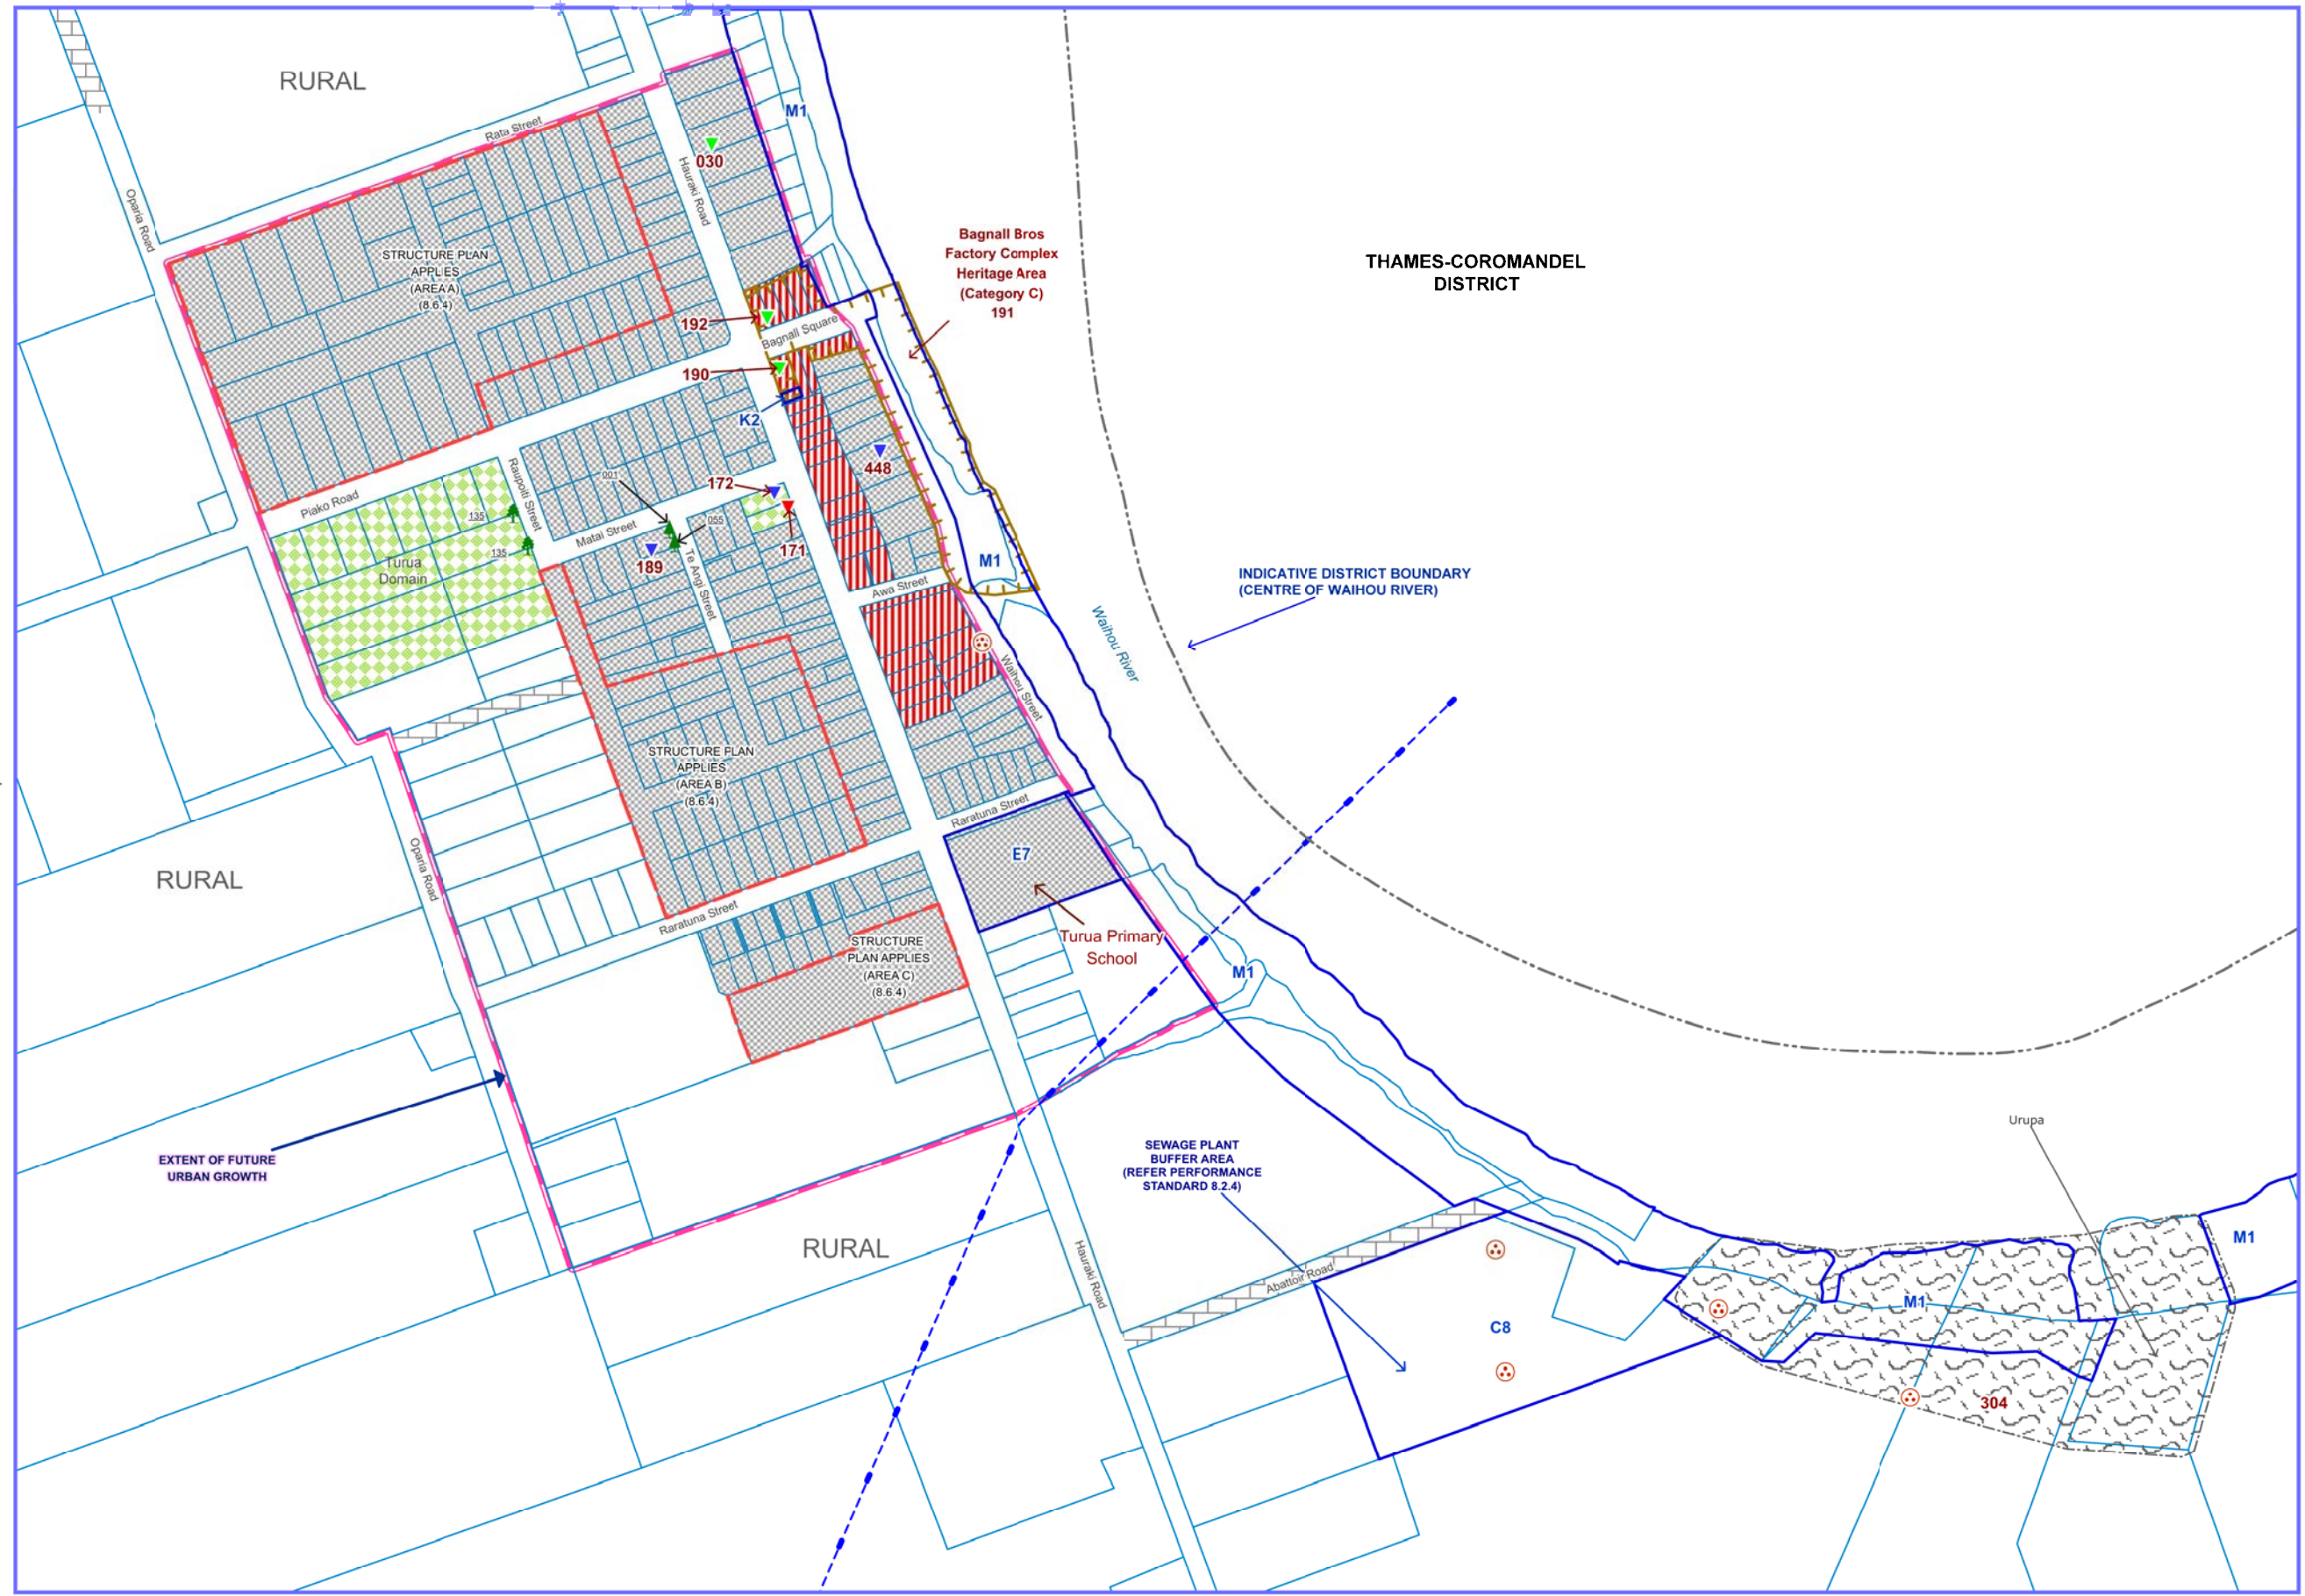 RURAL
Rata Street
Oparia Road
Hauraki Road
M1
030
STRUCTURE PLAN
APPLIES
(AREA A)
(8.6.4)
Bagnall Bros
Factory Complex
Heritage Area
(Category C)
191
THAMES-COROMANDEL
DISTRICT
192
Bagnall Square
190
K2
448
172
001
Raupoiti Street
Piako Road
135
135
Turua
Domain
Matai Street
055
189
Te Angi Street
171
Awa Street
M1
INDICATIVE DISTRICT BOUNDARY
(CENTRE OF WAIHOU RIVER)
Waihou River
Waihou Street
STRUCTURE PLAN
APPLIES
(AREA B)
(8.6.4)
Raratuna Street
E7
Turua Primary
School
RURAL
Oparia Road
Raratuna Street
STRUCTURE
PLAN APPLIES
(AREA C)
(8.6.4)
M1
EXTENT OF FUTURE
URBAN GROWTH
SEWAGE PLANT
BUFFER AREA
(REFER PERFORMANCE
STANDARD 8.2.4)
Urupa
RURAL
Hauraki Road
Abattoir Road
C8
M1
M1
304